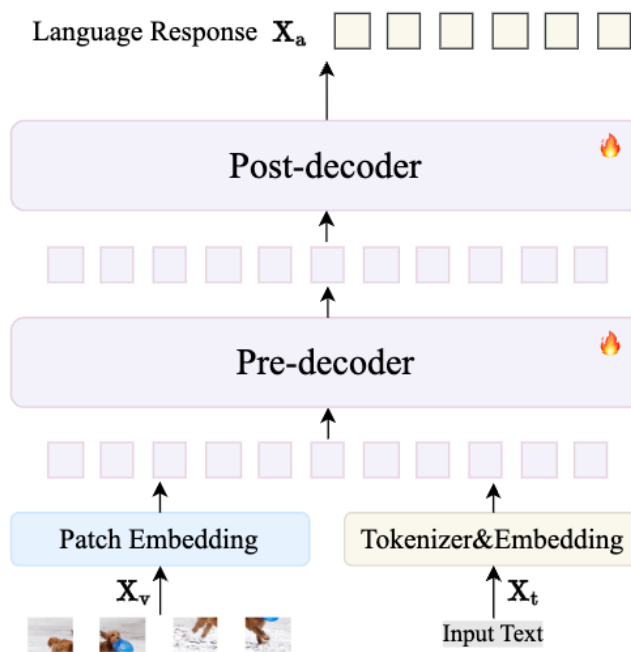 Language Response X_a
Post-decoder
Pre-decoder
Patch Embedding
Tokenizer&Embedding
X_v
X_t
Input Text